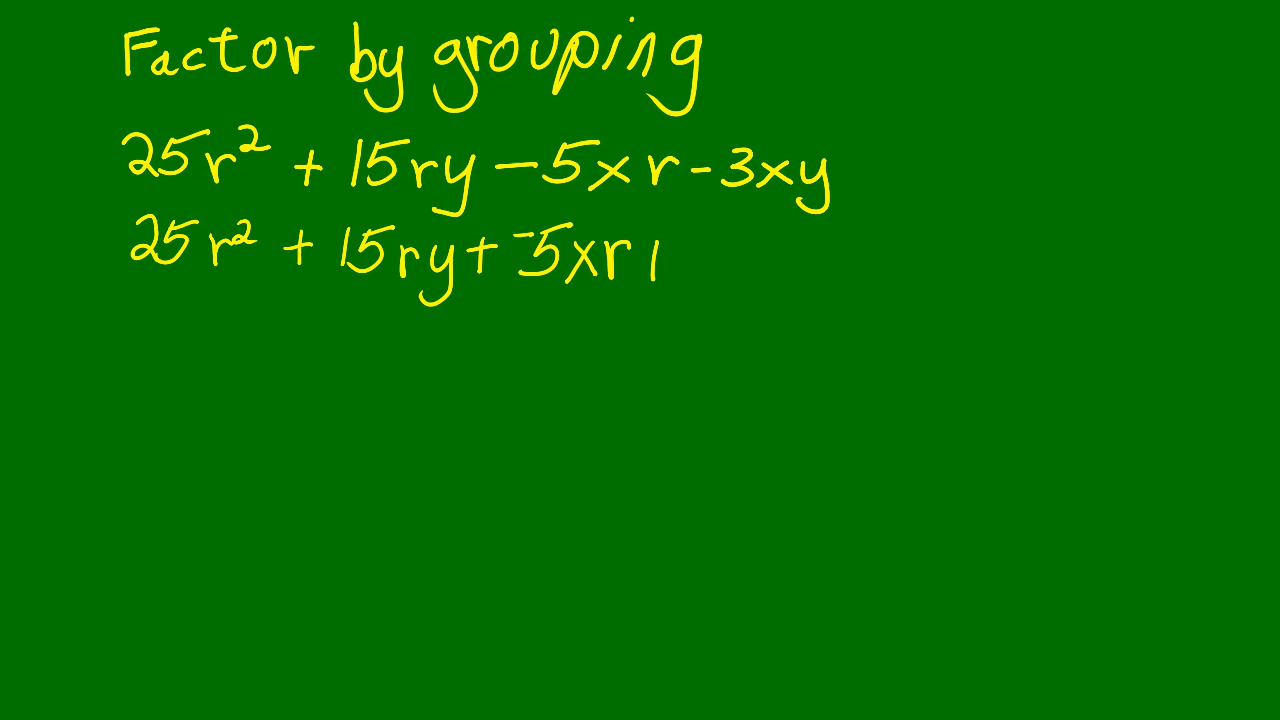 Factor by grouping
25r² + 15ry - 5xr - 3xy
25r² + 15ry + ⁻5xr